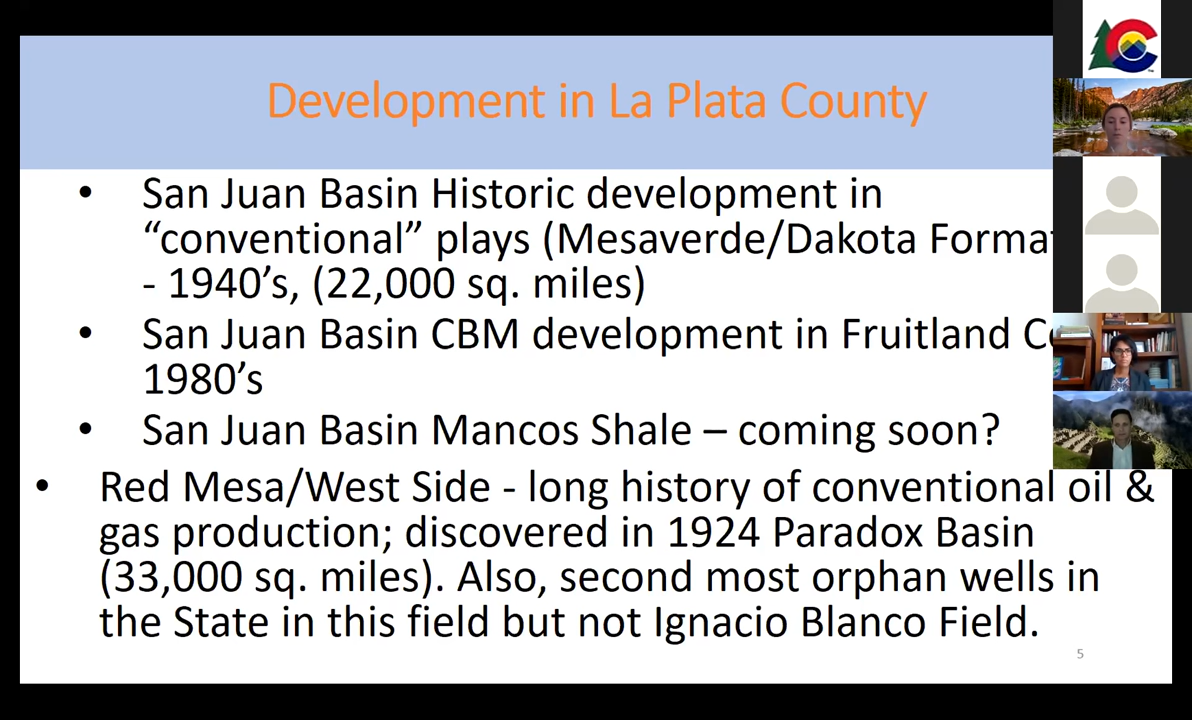 Development in La Plata County
• San Juan Basin Historic development in
“conventional” plays (Mesaverde/Dakota
- 1940’s, (22,000 sq. miles)
• San Juan Basin CBM development in Fruitland
1980’s
• San Juan Basin Mancos Shale – coming soon?
• Red Mesa/West Side - long history of conventional oil &
gas production; discovered in 1924 Paradox Basin
(33,000 sq. miles). Also, second most orphan wells in
the State in this field but not Ignacio Blanco Field.
5